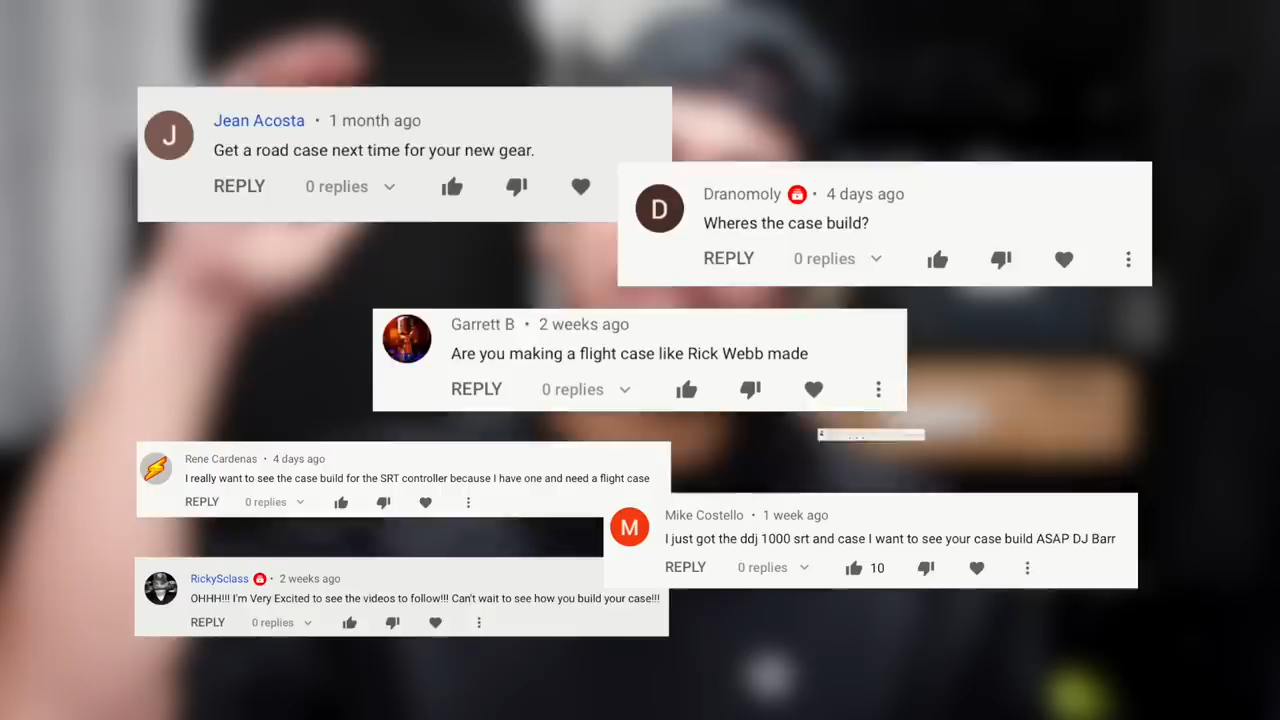 Jean Acosta • 1 month ago
Get a road case next time for your new gear.
REPLY 0 replies
Dranomoly • 4 days ago
Wheres the case build?
REPLY 0 replies
Garrett B • 2 weeks ago
Are you making a flight case like Rick Webb made
REPLY 0 replies
Rene Cardenas • 4 days ago
I really want to see the case build for the SRT controller because I have one and need a flight case
REPLY 0 replies
Mike Costello • 1 week ago
I just got the ddj 1000 srt and case I want to see your case build ASAP DJ Barr
REPLY 0 replies 10
RickySclass • 2 weeks ago
OHHH!!! I'm Very Excited to see the videos to follow!!! Can't wait to see how you build your case!!!
REPLY 0 replies
J
D
M